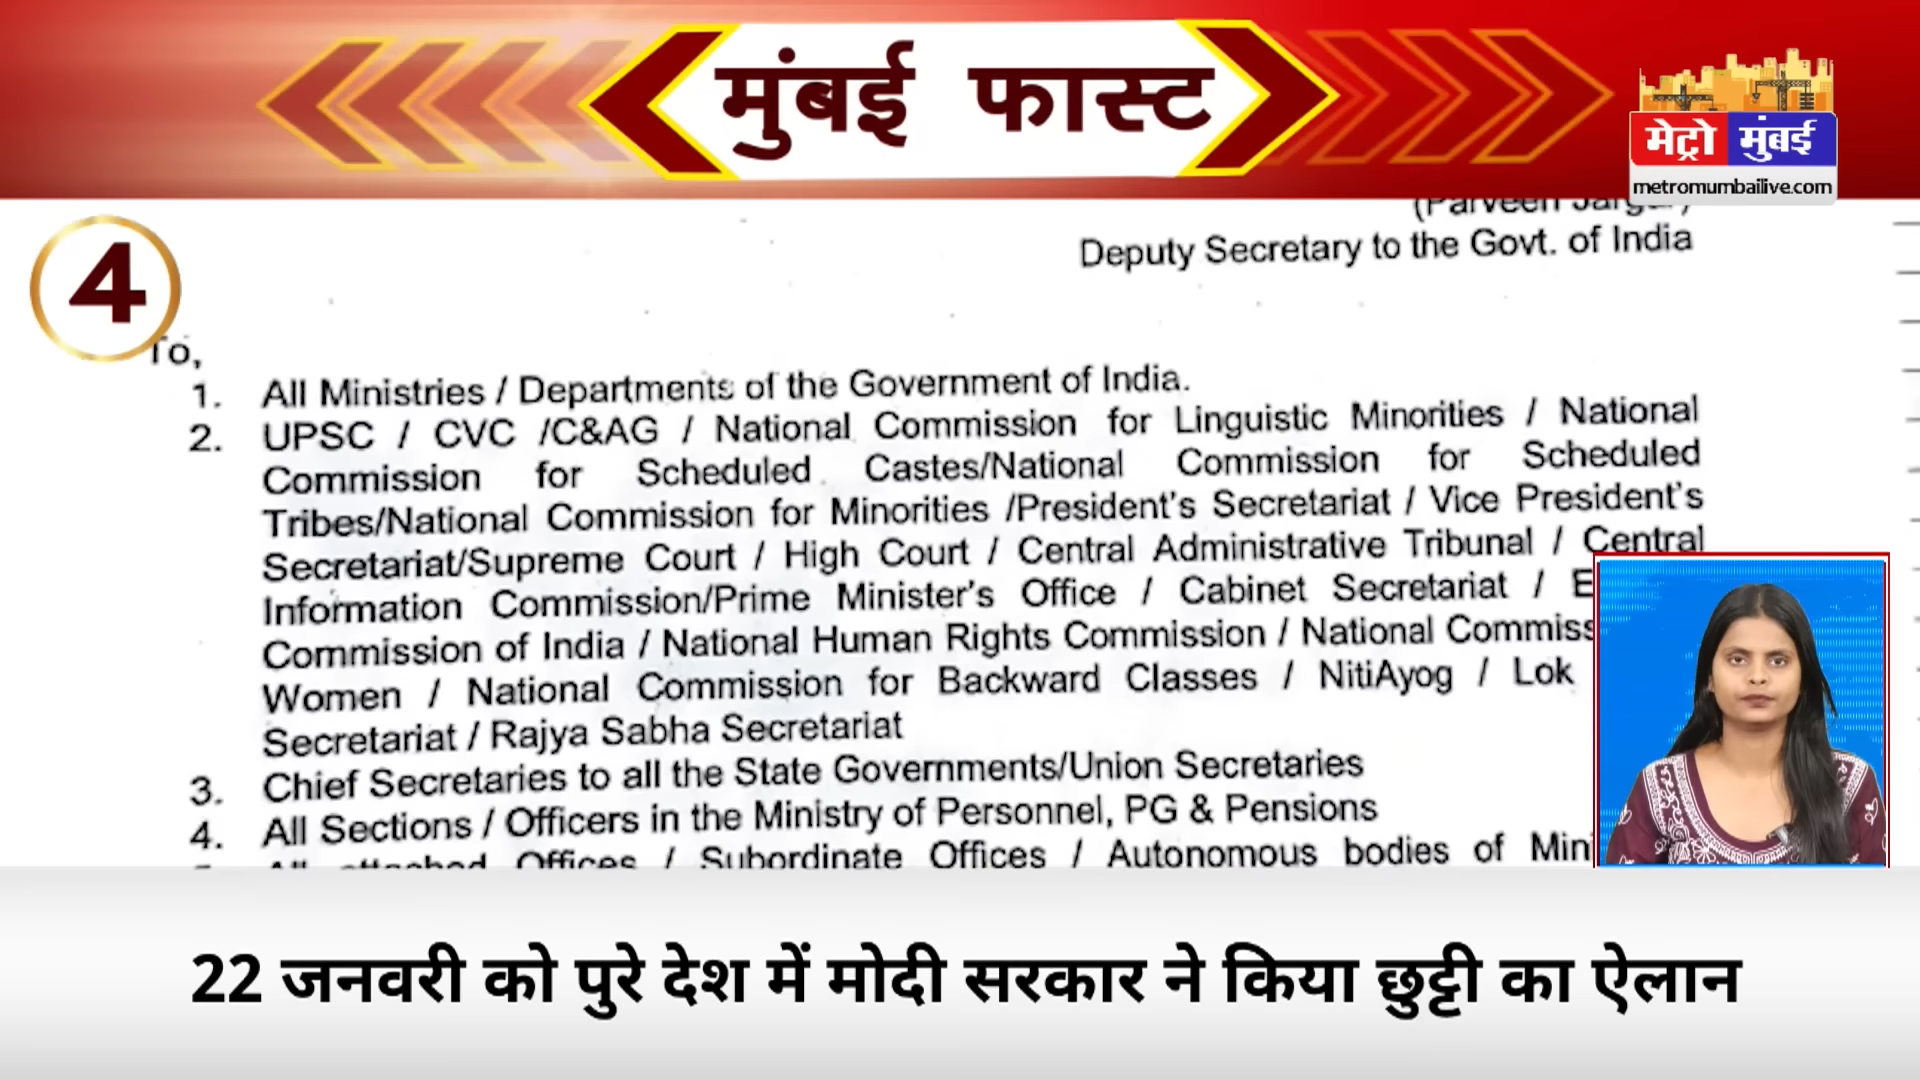 मुंबई फास्ट
मेट्रो मुंबई
metromumbailive.com
4
Deputy Secretary to the Govt. of India
To,
1. All Ministries / Departments of the Government of India.
2. UPSC / CVC /C&AG / National Commission for Linguistic Minorities / National
Commission for Scheduled Castes/National Commission for Scheduled
Tribes/National Commission for Minorities /President's Secretariat / Vice President's
Secretariat/Supreme Court / High Court / Central Administrative Tribunal / Central
Information Commission/Prime Minister's Office / Cabinet Secretariat /
Commission of India / National Human Rights Commission / National
Women / National Commission for Backward Classes / NitiAyog / Lok
Secretariat / Rajya Sabha Secretariat
3. Chief Secretaries to all the State Governments/Union Secretaries
4. All Sections / Officers in the Ministry of Personnel, PG & Pensions
All attached Offices / Subordinate Offices / Autonomous bodies of
22 जनवरी को पुरे देश में मोदी सरकार ने किया छुट्टी का ऐलान